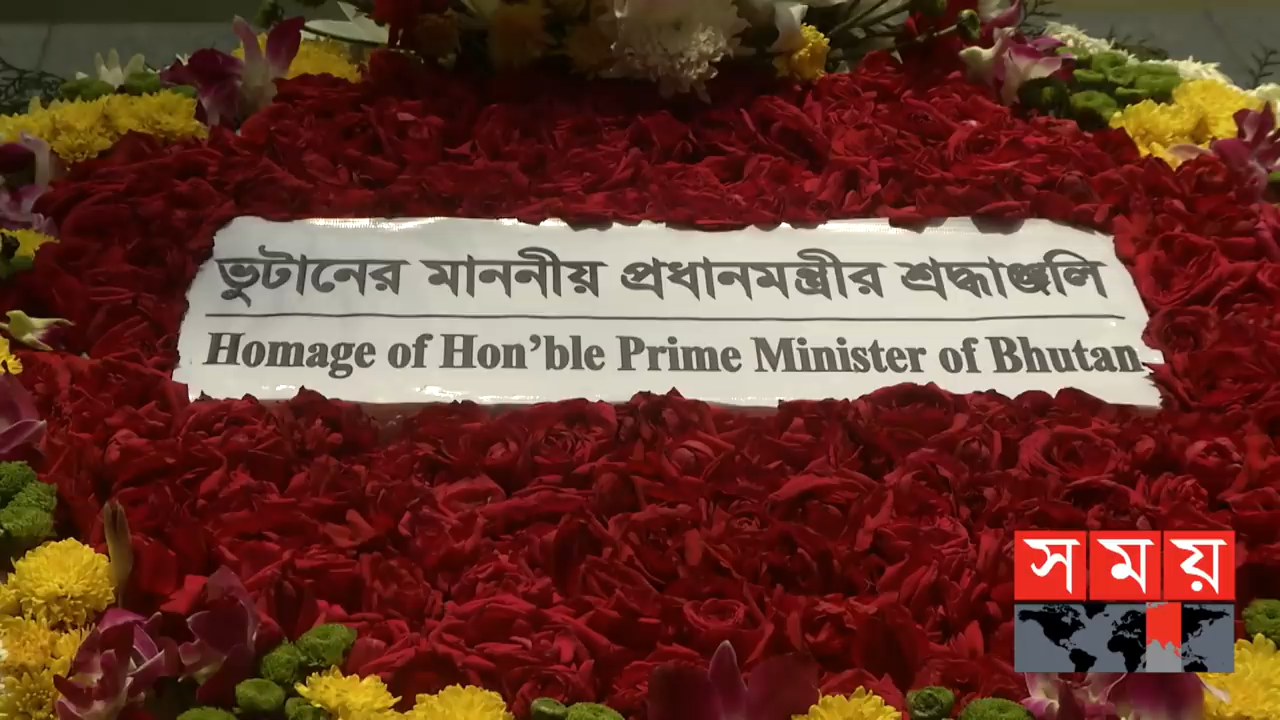 ভুটানের মাননীয় প্রধানমন্ত্রীর শ্রদ্ধাঞ্জলি
Homage of Hon’ble Prime Minister of Bhutan
সময়